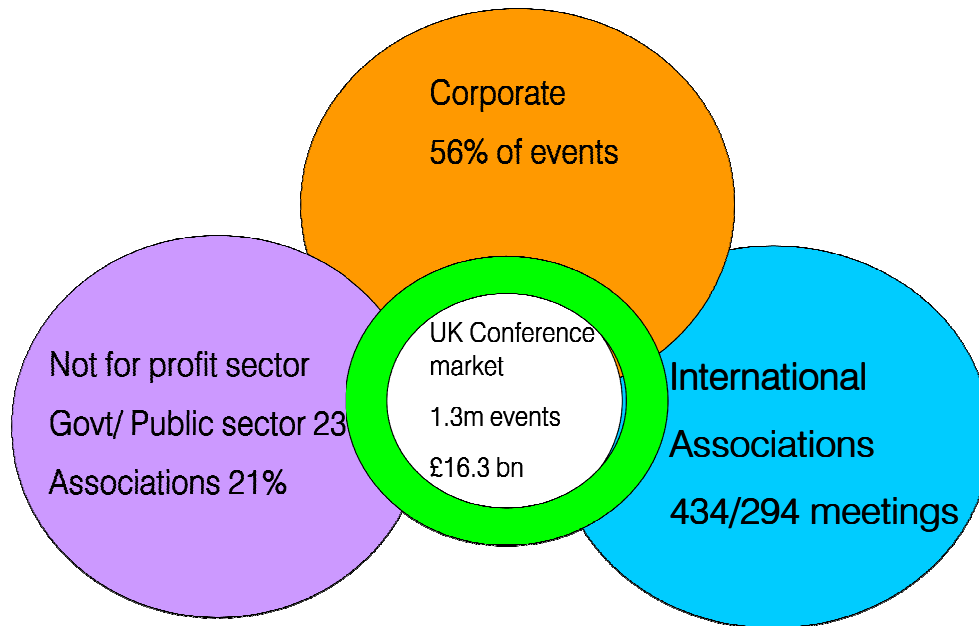 Corporate
56% of events
UK Conference
market
1.3m events
£16.3 bn
Not for profit sector
Govt/ Public sector 23
Associations 21%
International
Associations
434/294 meetings